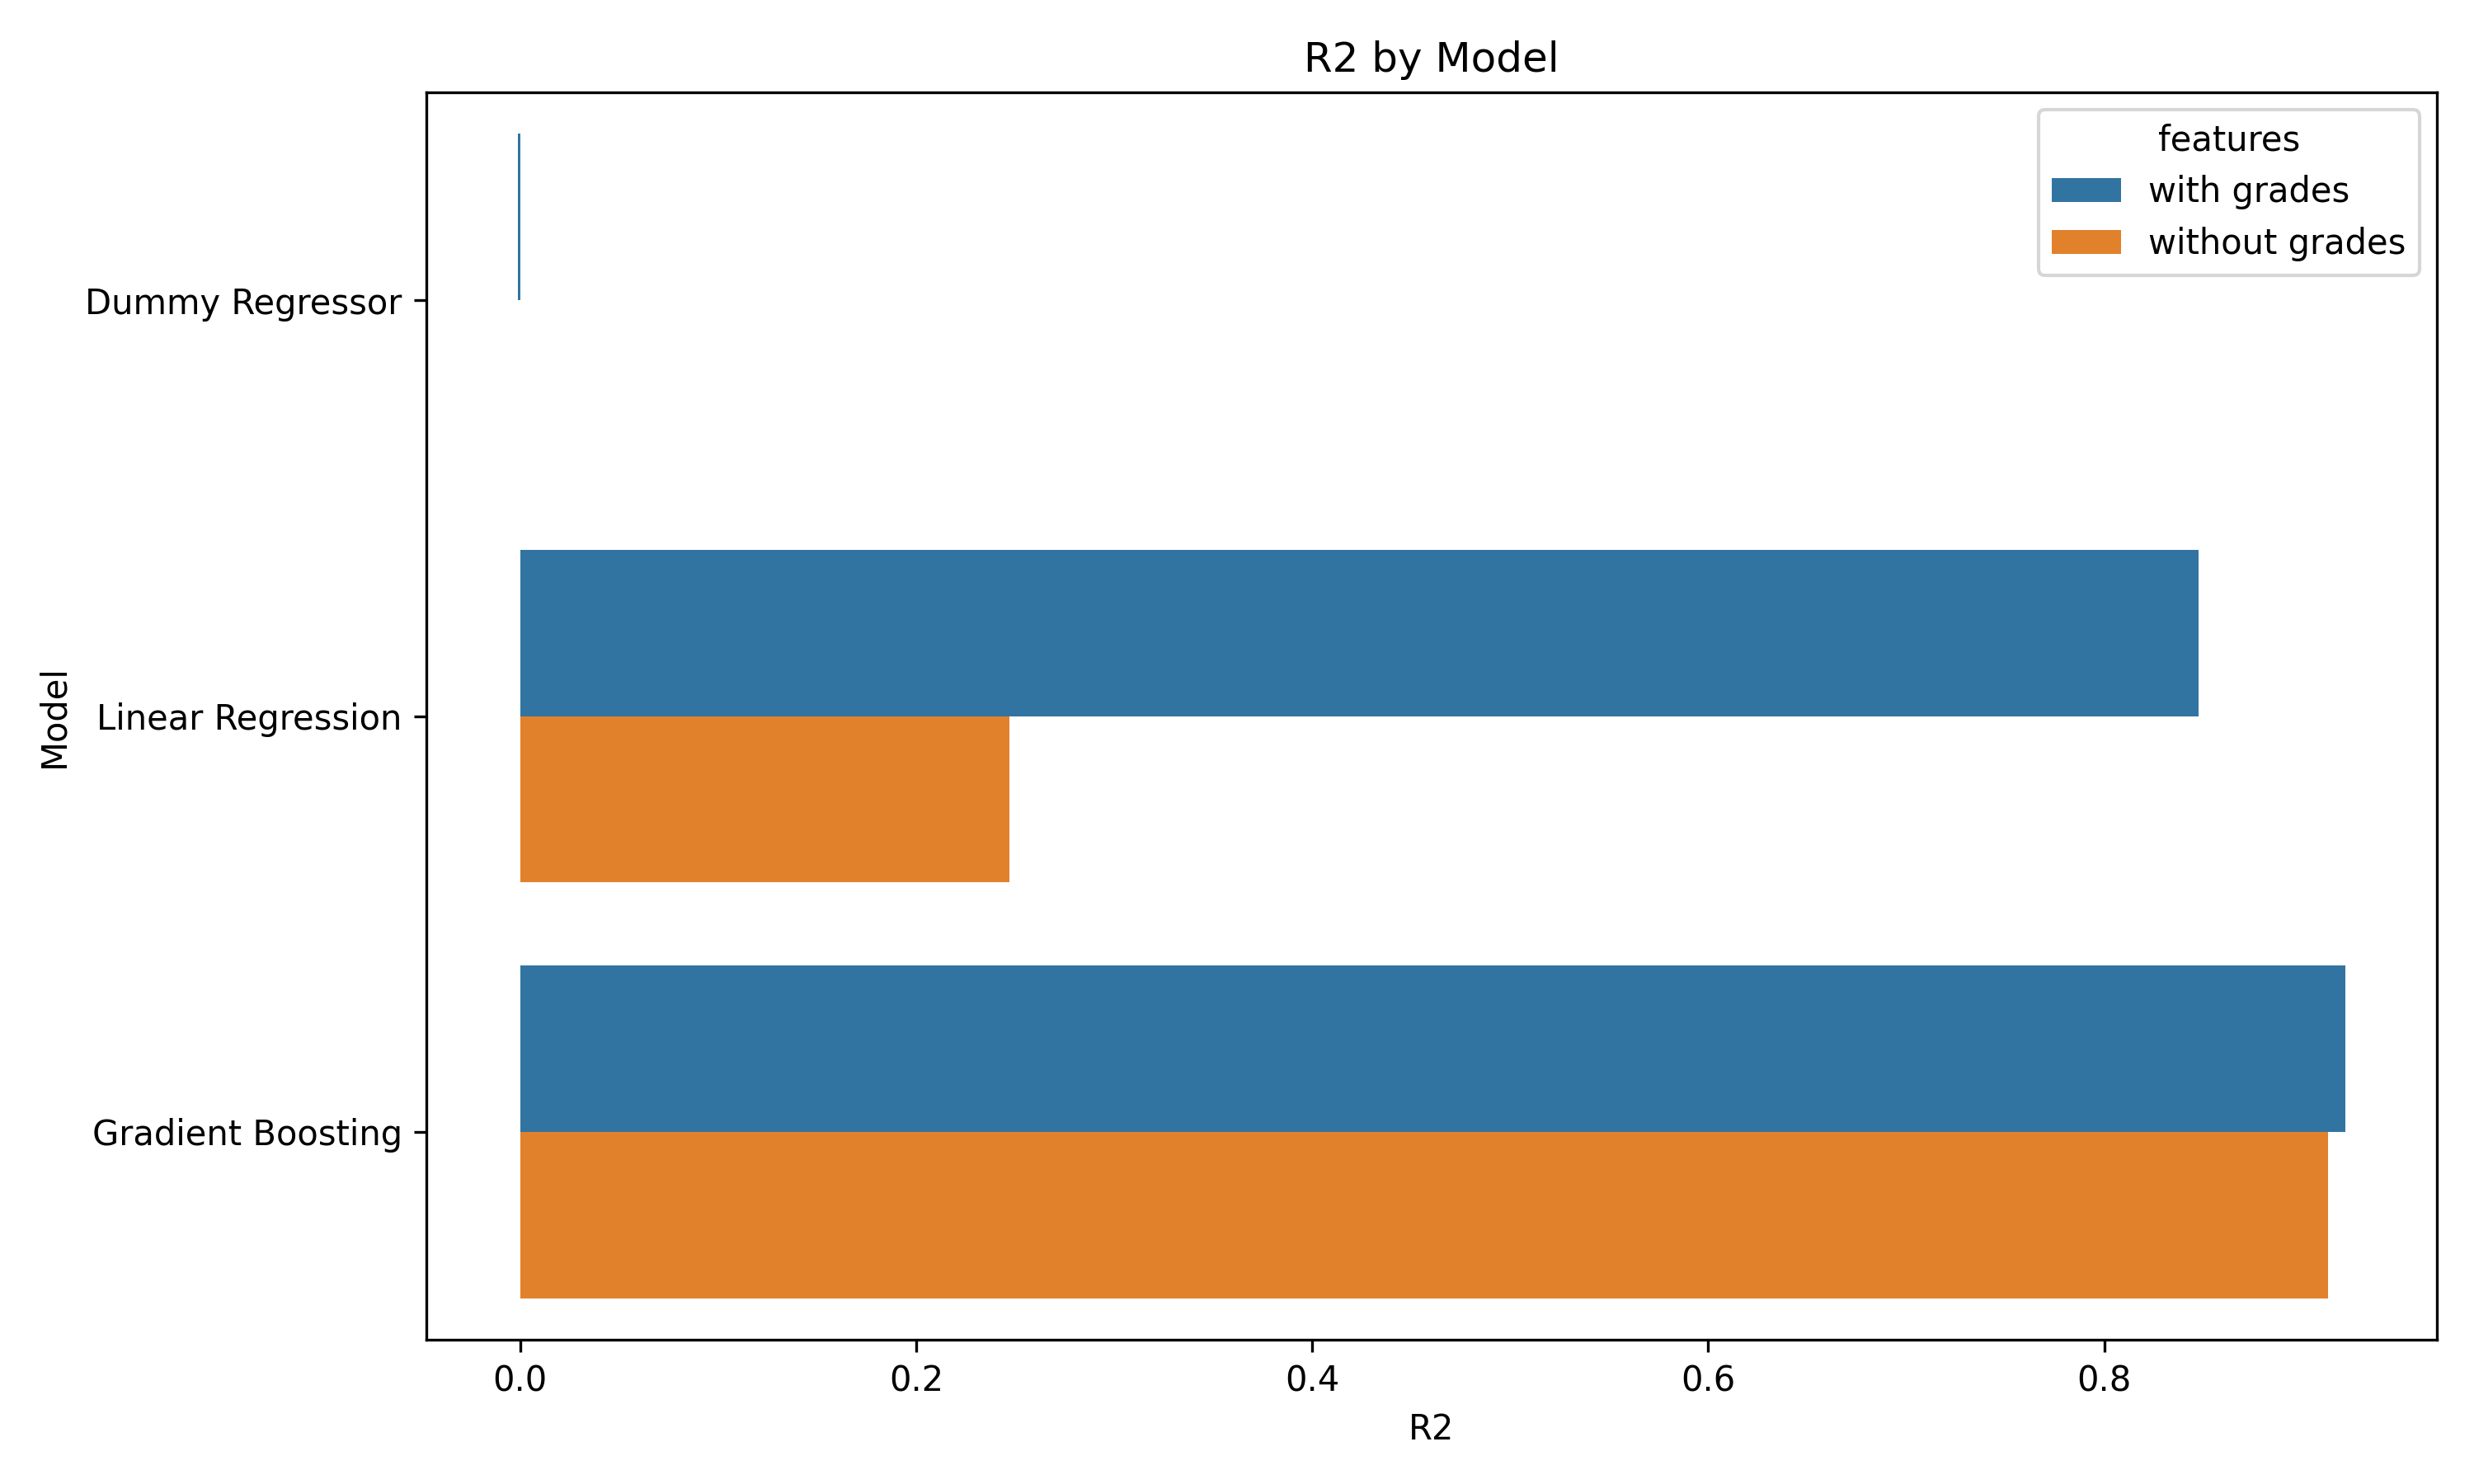 R2 by Model
features
with grades
without grades
Dummy Regressor
Linear Regression
Gradient Boosting
Model
0.0 0.2 0.4 0.6 0.8
R2